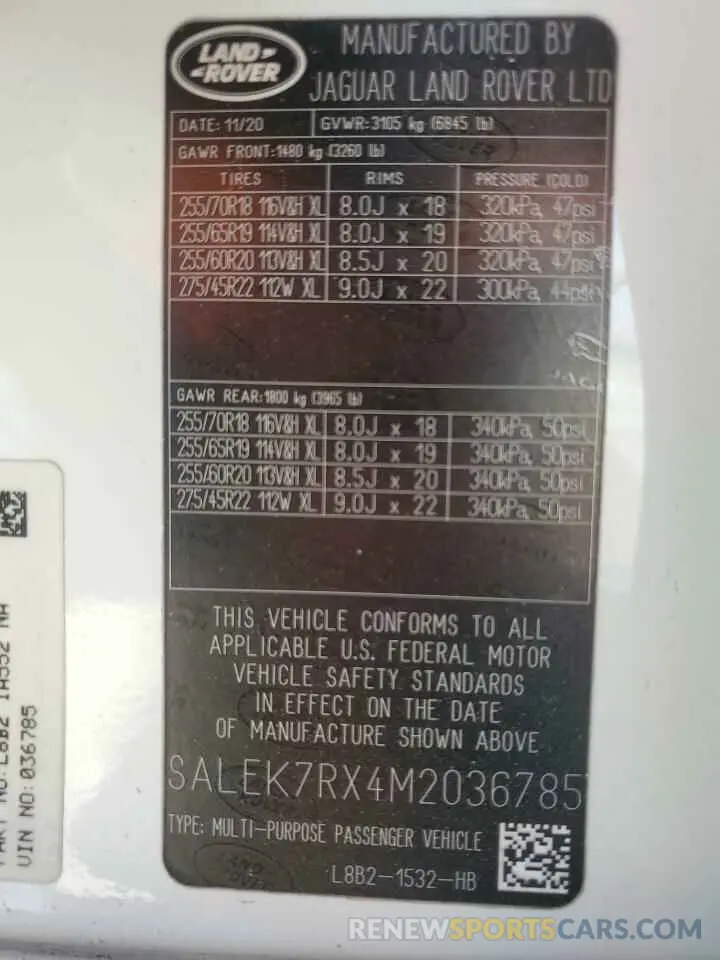 LAND ROVER
MANUFACTURED BY
JAGUAR LAND ROVER LTD
DATE: 11/20 GVWR:3105 kg (6845 lb)
GAWR FRONT:1480 kg (3260 lb)
TIRES RIMS PRESSURE (COLD)
255/70R18 116V&H XL 8.0J x 18 320kPa, 47psi
255/65R19 114V&H XL 8.0J x 19 320kPa, 47psi
255/60R20 113V&H XL 8.5J x 20 320kPa, 47psi
275/45R22 112W XL 9.0J x 22 300kPa, 44psi
GAWR REAR:1800 kg (3965 lb)
255/70R18 116V&H XL 8.0J x 18 340kPa, 50psi
255/65R19 114V&H XL 8.0J x 19 340kPa, 50psi
255/60R20 113V&H XL 8.5J x 20 340kPa, 50psi
275/45R22 112W XL 9.0J x 22 340kPa, 50psi
THIS VEHICLE CONFORMS TO ALL
APPLICABLE U.S. FEDERAL MOTOR
VEHICLE SAFETY STANDARDS
IN EFFECT ON THE DATE
OF MANUFACTURE SHOWN ABOVE
SALEK7RX4M2036785
TYPE: MULTI-PURPOSE PASSENGER VEHICLE
L8B2-1532-HB
PART NO:L8B2 1A552 NA
VIN NO: 036785
RENEWSPORTSCARS.COM